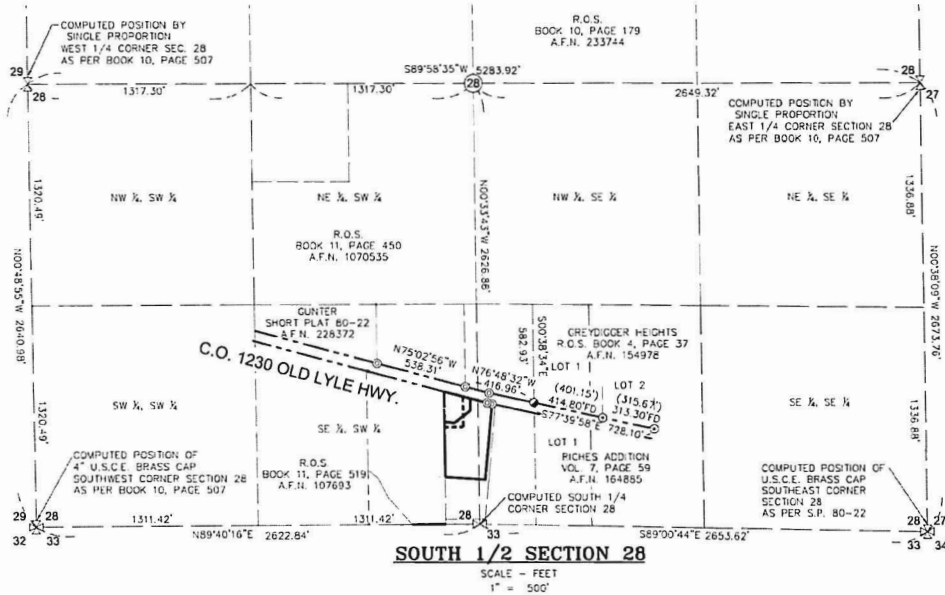 COMPUTED POSITION BY
SINGLE PROPORTION
WEST 1/4 CORNER SEC. 28
AS PER BOOK 10, PAGE 507
R.O.S.
BOOK 10, PAGE 179
A.F.N. 233744
29
28
S89°58'35"W 5283.92'
28
28
27
1317.30'
1317.30'
2649.32'
COMPUTED POSITION BY
SINGLE PROPORTION
EAST 1/4 CORNER SECTION 28
AS PER BOOK 10, PAGE 507
1320.49'
N00°48'55"W 2640.98'
NW ¼, SW ¼
NE ¼, SW ¼
N00°33'43"W 2626.86'
NW ¼, SE ¼
NE ¼, SE ¼
1336.88'
N00°38'09"W 2673.76'
R.O.S.
BOOK 11, PAGE 450
A.F.N. 1070535
GUNTER
SHORT PLAT 80-22
A.F.N. 228372
C.O. 1230 OLD LYLE HWY.
N75°02'56"W
538.31'
N76°48'32"W
416.96'
S00°38'34"E
582.93'
GREYDIGGER HEIGHTS
R.O.S. BOOK 4, PAGE 37
A.F.N. 154978
LOT 1
LOT 2
(401.15')
414.80'FD
(315.67')
313.30'FD
S77°39'58"E 728.10'
SW ¼, SW ¼
SE ¼, SW ¼
SE ¼, SE ¼
1320.49'
1336.88'
LOT 1
RICHES ADDITION
VOL. 7, PAGE 59
A.F.N. 164885
COMPUTED POSITION OF
4" U.S.C.E. BRASS CAP
SOUTHWEST CORNER SECTION 28
AS PER BOOK 10, PAGE 507
R.O.S.
BOOK 11, PAGE 519
A.F.N. 107693
COMPUTED SOUTH 1/4
CORNER SECTION 28
COMPUTED POSITION OF
U.S.C.E. BRASS CAP
SOUTHEAST CORNER
SECTION 28
AS PER S.P. 80-22
29
28
32
33
1311.42'
1311.42'
28
33
28
27
33
34
N89°40'16"E 2622.84'
S89°00'44"E 2653.62'
SOUTH 1/2 SECTION 28
SCALE - FEET
1" = 500'